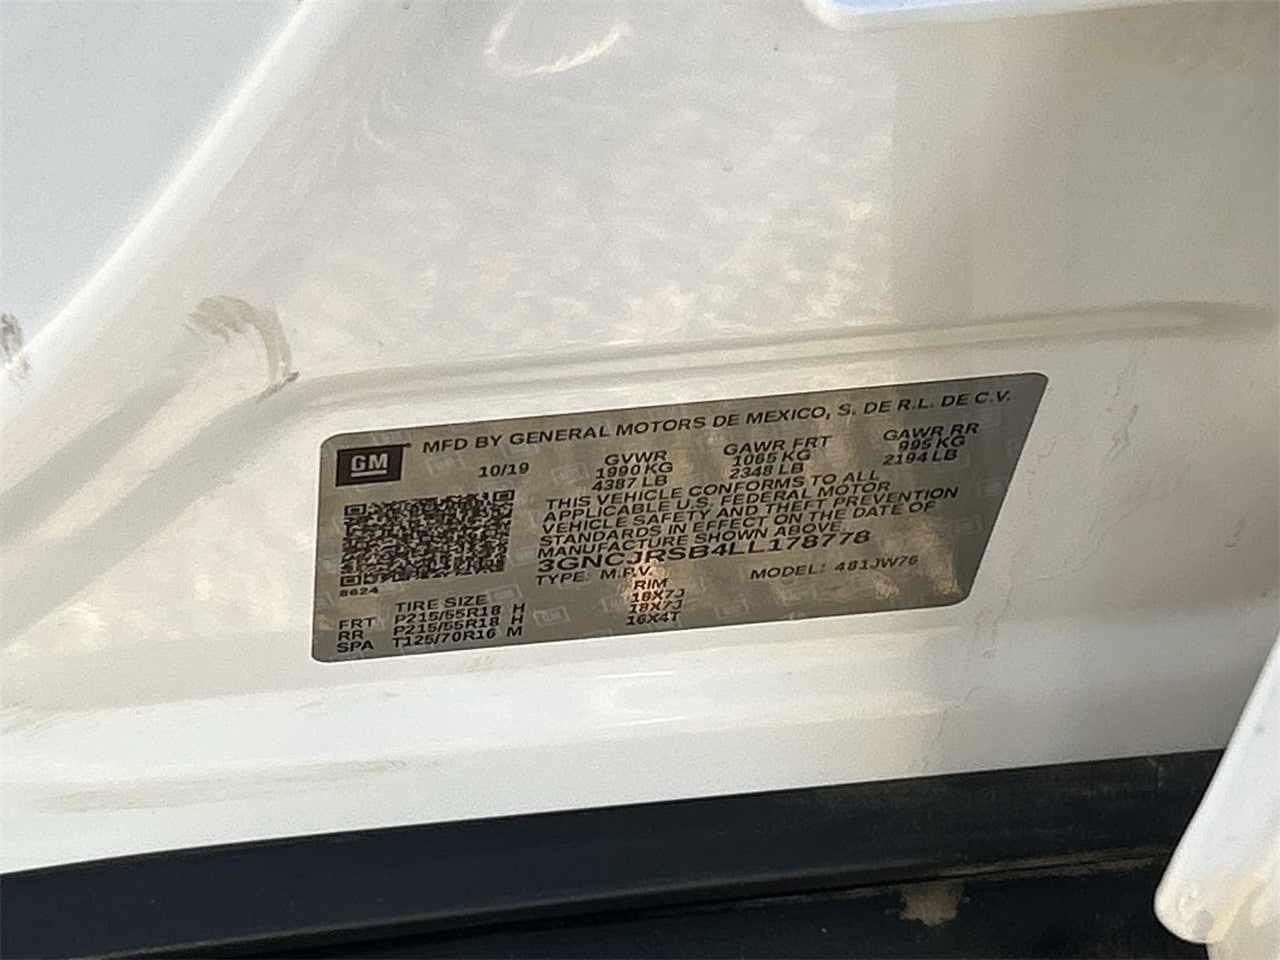 GM MFD BY GENERAL MOTORS DE MEXICO, S. DE R.L. DE C.V.
10/19 GVWR GAWR FRT GAWR RR
1990 KG 1065 KG 995 KG
4387 LB 2348 LB 2194 LB
THIS VEHICLE CONFORMS TO ALL
APPLICABLE U.S. FEDERAL MOTOR
VEHICLE SAFETY AND THEFT PREVENTION
STANDARDS IN EFFECT ON THE DATE OF
MANUFACTURE SHOWN ABOVE.
3GNCJRSB4LL178778
TYPE: M.P.V. MODEL: 481JW76
8624
TIRE SIZE RIM
FRT P215/55R18 H 18X7J
RR P215/55R18 H 18X7J
SPA T125/70R16 M 16X4T